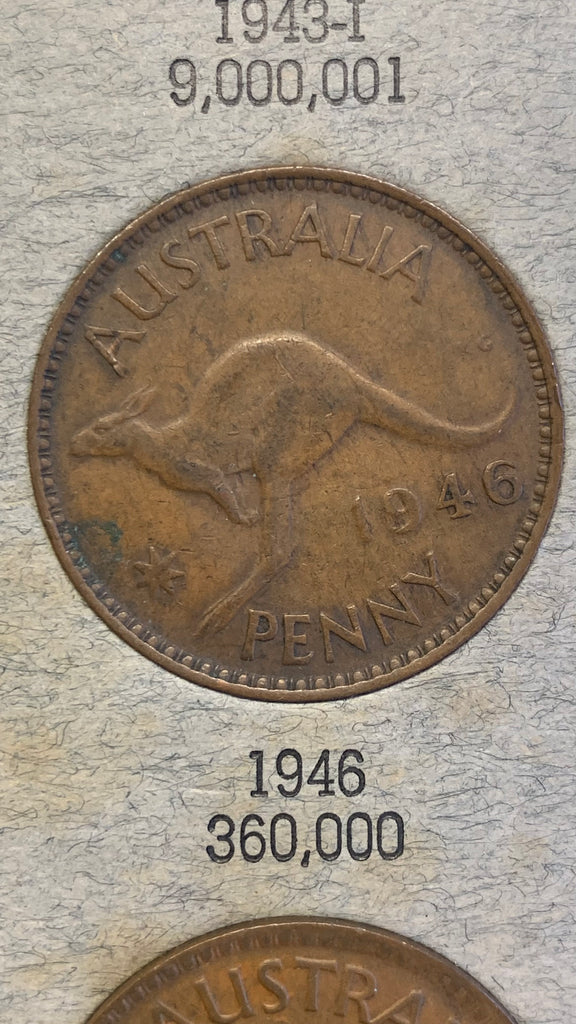 1943-I
9,000,001
AUSTRALIA
1946
PENNY
1946
360,000
AUSTRA